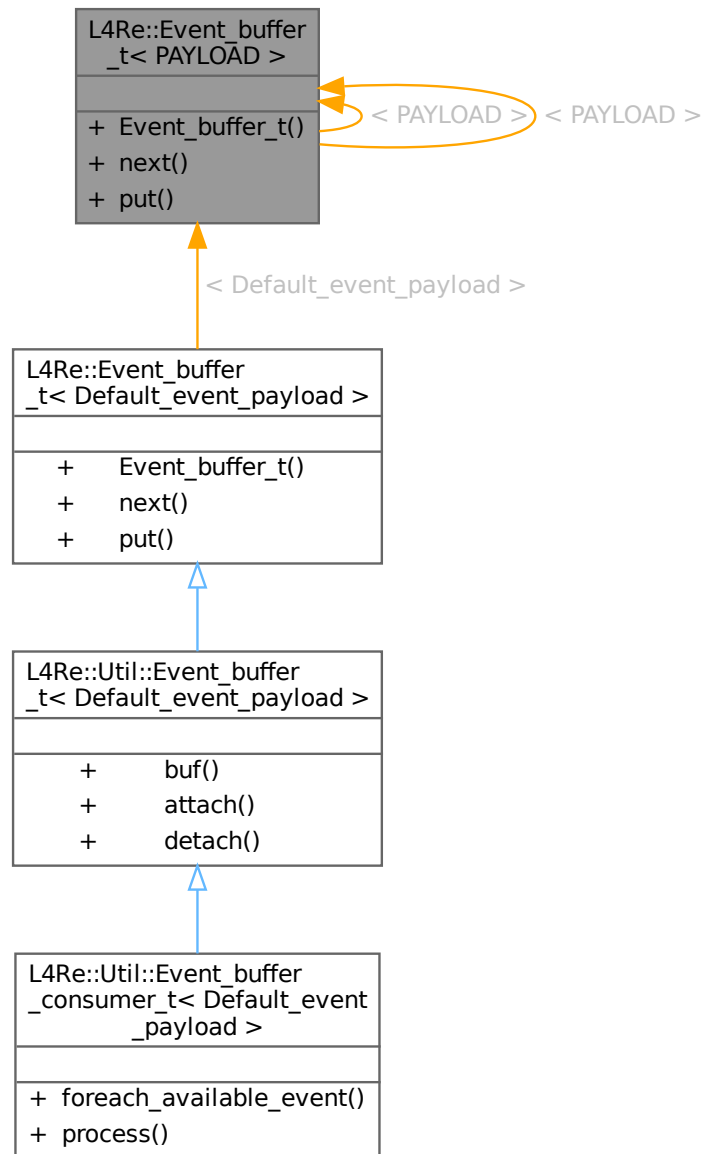 L4Re::Event_buffer
_t< PAYLOAD >
+ Event_buffer_t()
+ next()
+ put()
< PAYLOAD >
< PAYLOAD >
< Default_event_payload >
L4Re::Event_buffer
_t< Default_event_payload >
+ Event_buffer_t()
+ next()
+ put()
L4Re::Util::Event_buffer
_t< Default_event_payload >
+ buf()
+ attach()
+ detach()
L4Re::Util::Event_buffer
_consumer_t< Default_event
_payload >
+ foreach_available_event()
+ process()